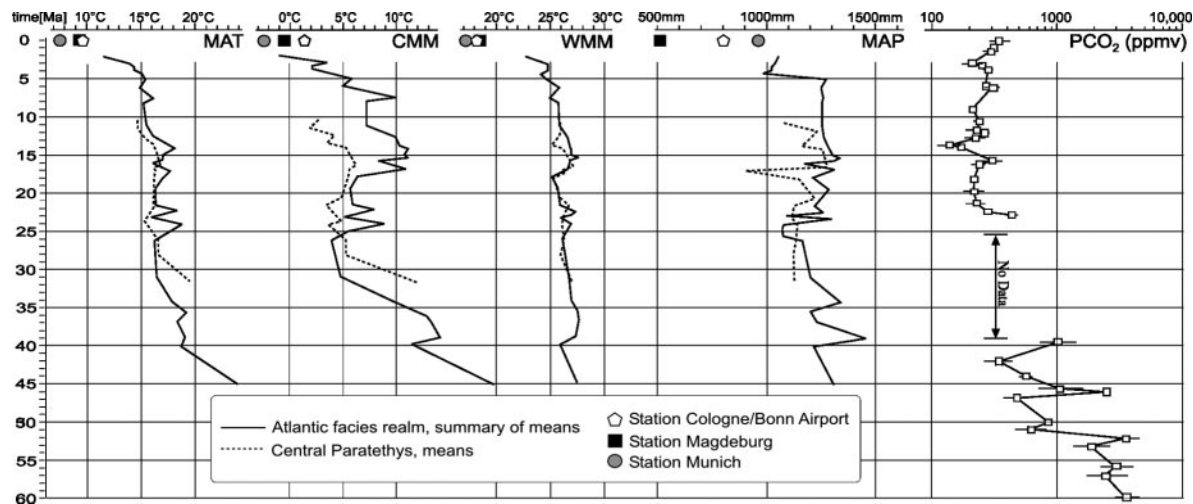 time[Ma] 10°C 15°C 20°C 0°C 5°C 10°C 20°C 25°C 30°C 500mm 1000mm 1500mm 100 1000 10,000
0 MAT CMM WMM MAP PCO₂ (ppmv)
5
10
15
20
25
30
35
40
45
50
55
60
No Data
Atlantic facies realm, summary of means
Central Paratethys, means
Station Cologne/Bonn Airport
Station Magdeburg
Station Munich